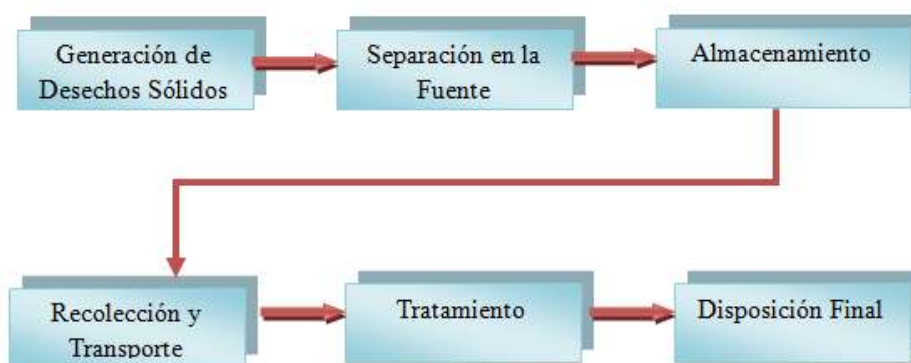 Generación de
Desechos Sólidos
Separación en la
Fuente
Almacenamiento
Recolección y
Transporte
Tratamiento
Disposición Final